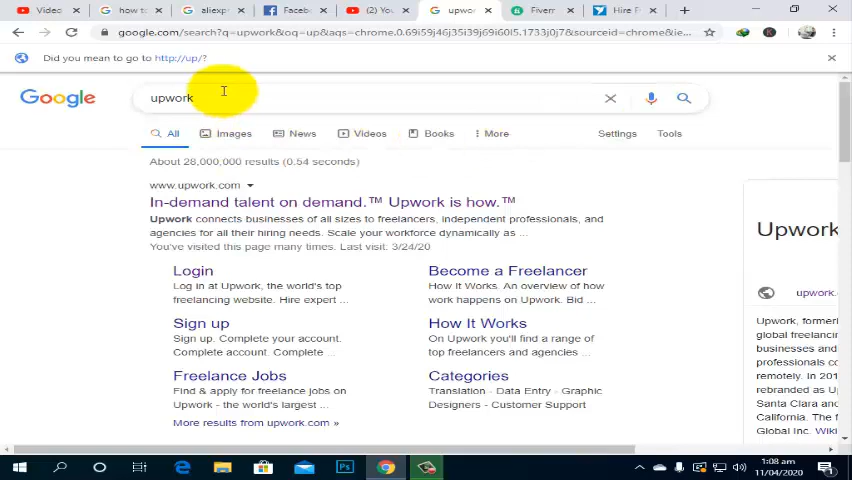 Video
how to
aliexp
Faceb
(2) You
upwor
Fiverr
Hire F
google.com/search?q=upwork&oq=up&aqs=chrome.0.69i59j46j35i39j69i60l5.1733j0j7&sourceid=chrome&ie...
Did you mean to go to http://up/?
Google
upwork
All
Images
News
Videos
Books
More
Settings
Tools
About 28,000,000 results (0.54 seconds)
www.upwork.com
In-demand talent on demand.™ Upwork is how.™
Upwork connects businesses of all sizes to freelancers, independent professionals, and
agencies for all their hiring needs. Scale your workforce dynamically as ...
You've visited this page many times. Last visit: 3/24/20
Login
Log in at Upwork, the world's top
freelancing website. Hire expert ...
Become a Freelancer
How It Works. An overview of how
work happens on Upwork. Bid ...
Sign up
Sign up. Complete your account.
Complete account. Complete ...
How It Works
On Upwork you'll find a range of
top freelancers and agencies ...
Freelance Jobs
Find & apply for freelance jobs on
Upwork - the world's largest ...
Categories
Translation - Data Entry - Graphic
Designers - Customer Support
More results from upwork.com »
Upwork
upwork.
Upwork, former
global freelancin
businesses and
professionals co
remotely. In 201
rebranded as Up
Santa Clara and
California. The f
Global Inc. Wiki
1:08 am
11/04/2020